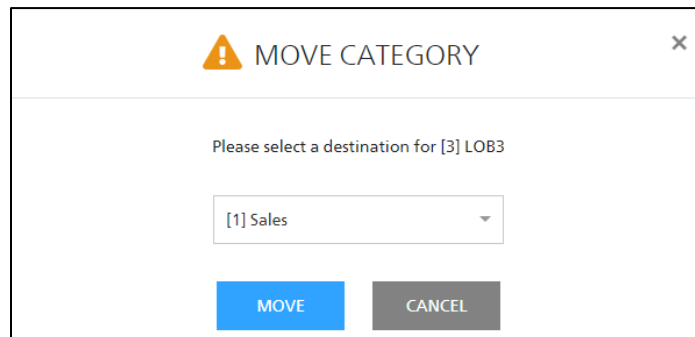 MOVE CATEGORY
Please select a destination for [3] LOB3
[1] Sales
MOVE
CANCEL